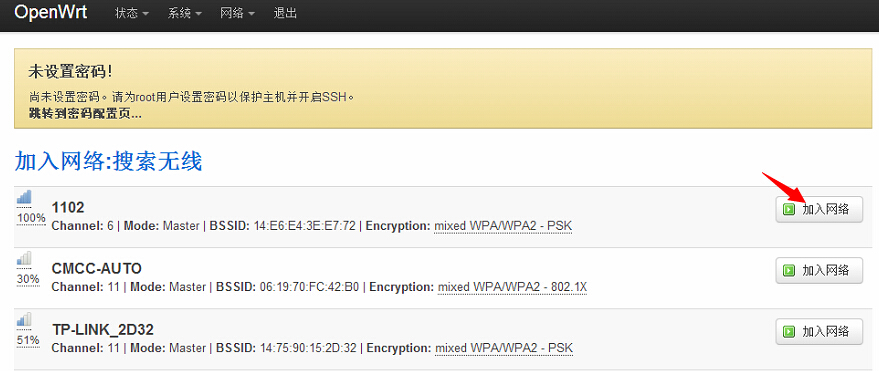 OpenWrt 状态 系统 网络 退出
未设置密码！
尚未设置密码。请为root用户设置密码以保护主机并开启SSH。
跳转到密码配置页...
加入网络:搜索无线
1102
100% Channel: 6 | Mode: Master | BSSID: 14:E6:E4:3E:E7:72 | Encryption: mixed WPA/WPA2 - PSK
加入网络
CMCC-AUTO
30% Channel: 11 | Mode: Master | BSSID: 06:19:70:FC:42:B0 | Encryption: mixed WPA/WPA2 - 802.1X
加入网络
TP-LINK_2D32
51% Channel: 11 | Mode: Master | BSSID: 14:75:90:15:2D:32 | Encryption: mixed WPA/WPA2 - PSK
加入网络